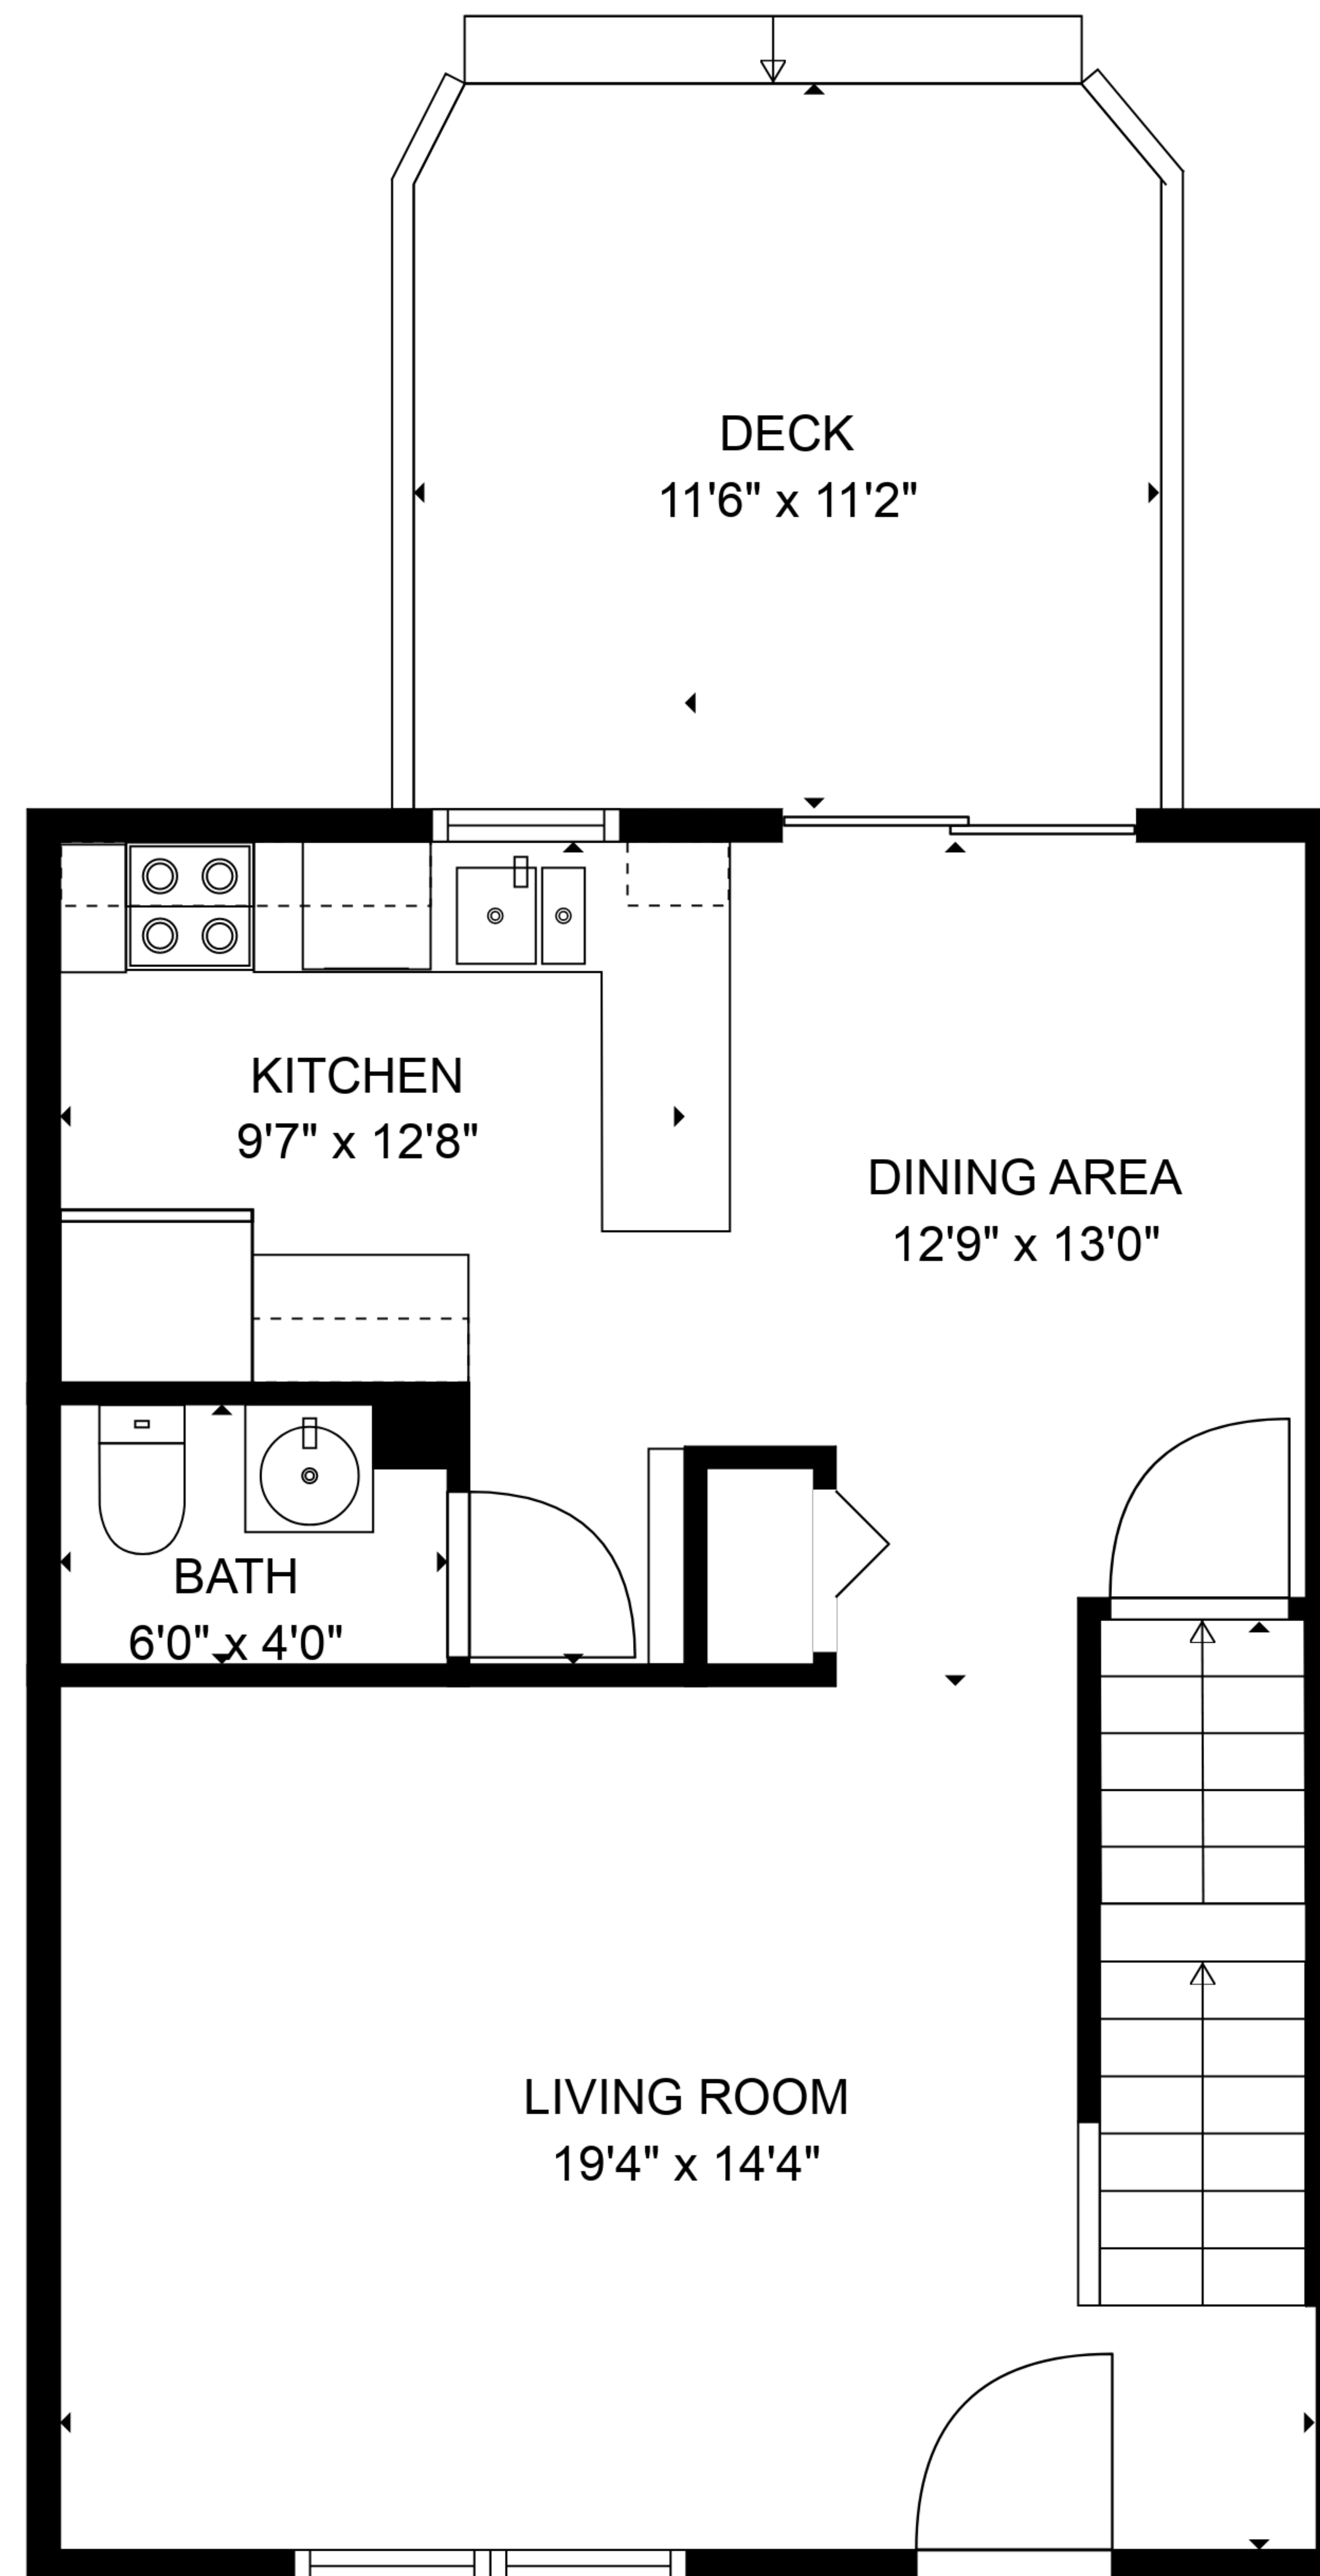 DECK
11'6" x 11'2"
KITCHEN
9'7" x 12'8"
DINING AREA
12'9" x 13'0"
BATH
6'0" x 4'0"
LIVING ROOM
19'4" x 14'4"